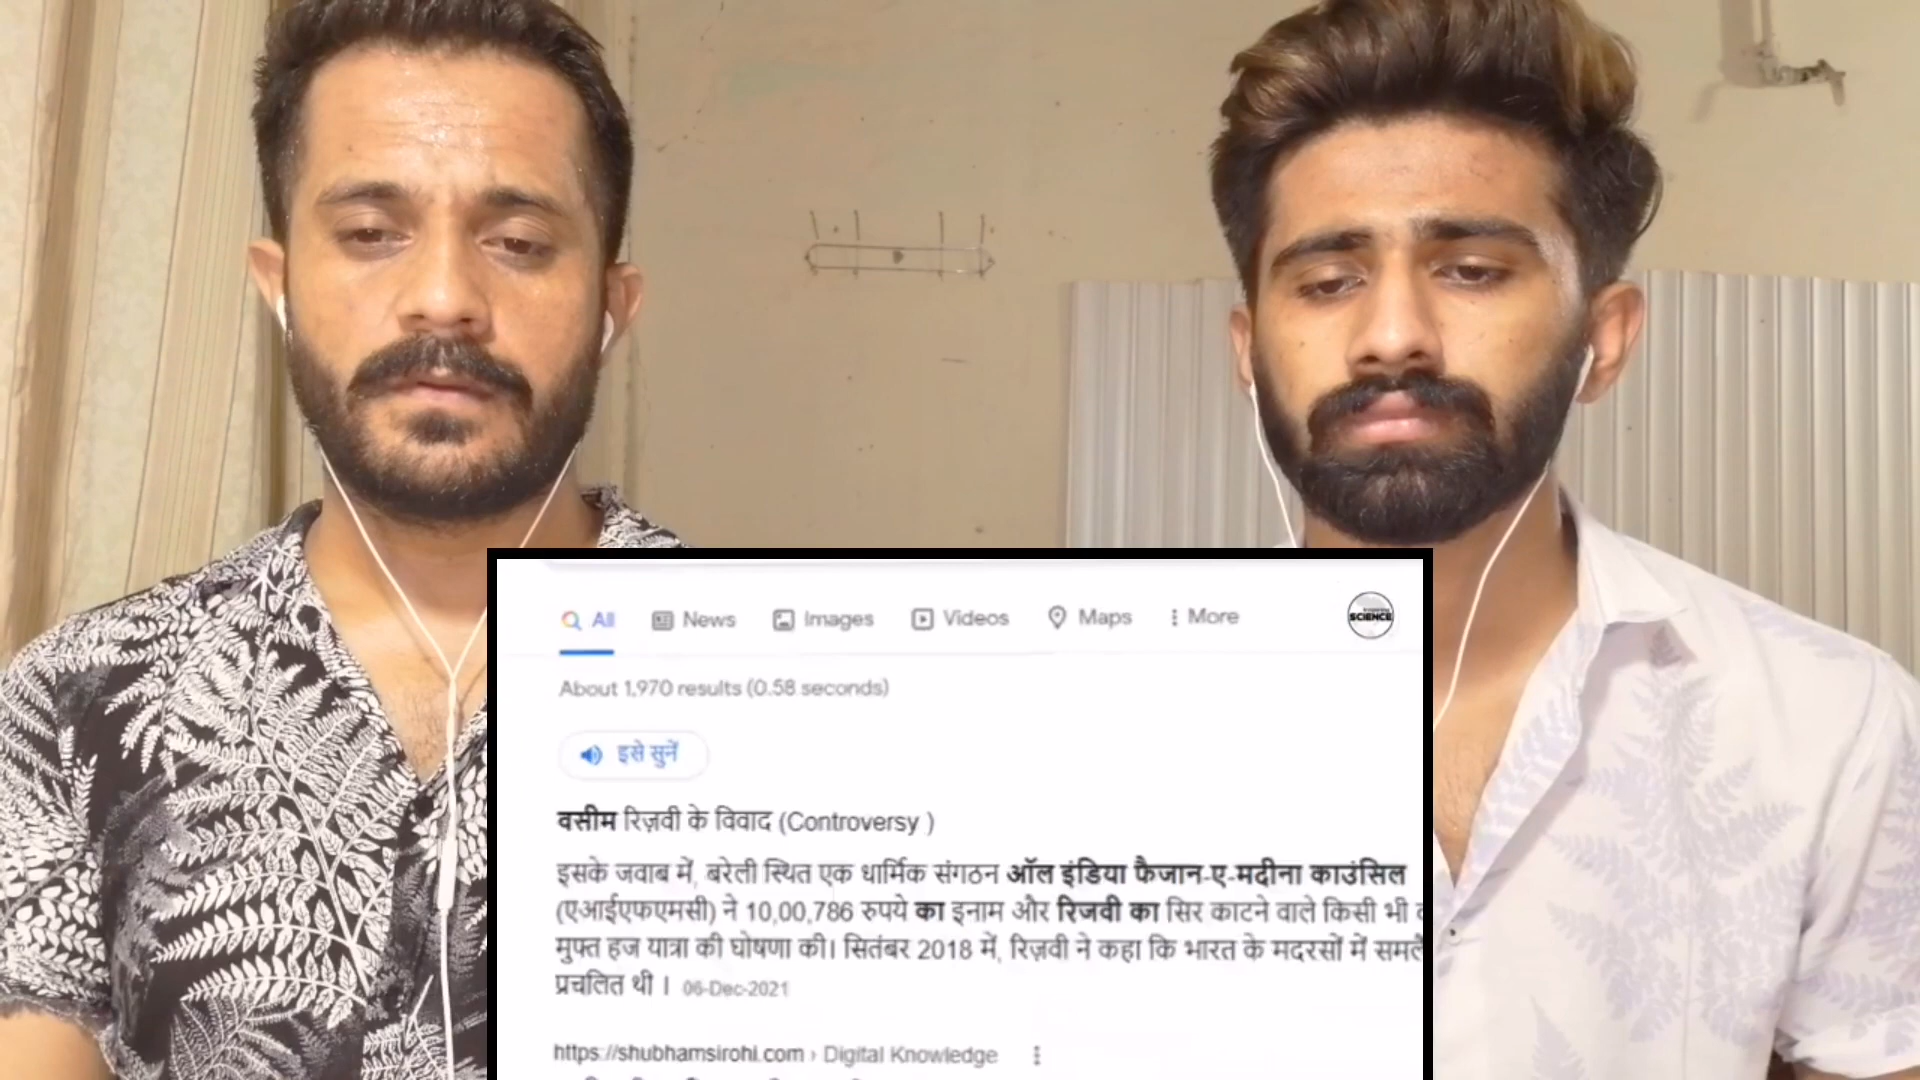 All News Images Videos Maps More
SCIENCE
About 1,970 results (0.58 seconds)
इसे सुनें
वसीम रिज़वी के विवाद (Controversy )
इसके जवाब में, बरेली स्थित एक धार्मिक संगठन ऑल इंडिया फैजान-ए-मदीना काउंसिल
(एआईएफएमसी) ने 10,00,786 रुपये का इनाम और रिजवी का सिर काटने वाले किसी भी
मुफ्त हज यात्रा की घोषणा की। सितंबर 2018 में, रिज़वी ने कहा कि भारत के मदरसों में
प्रचलित थी । 06-Dec-2021
https://shubhamsirohi.com › Digital Knowledge